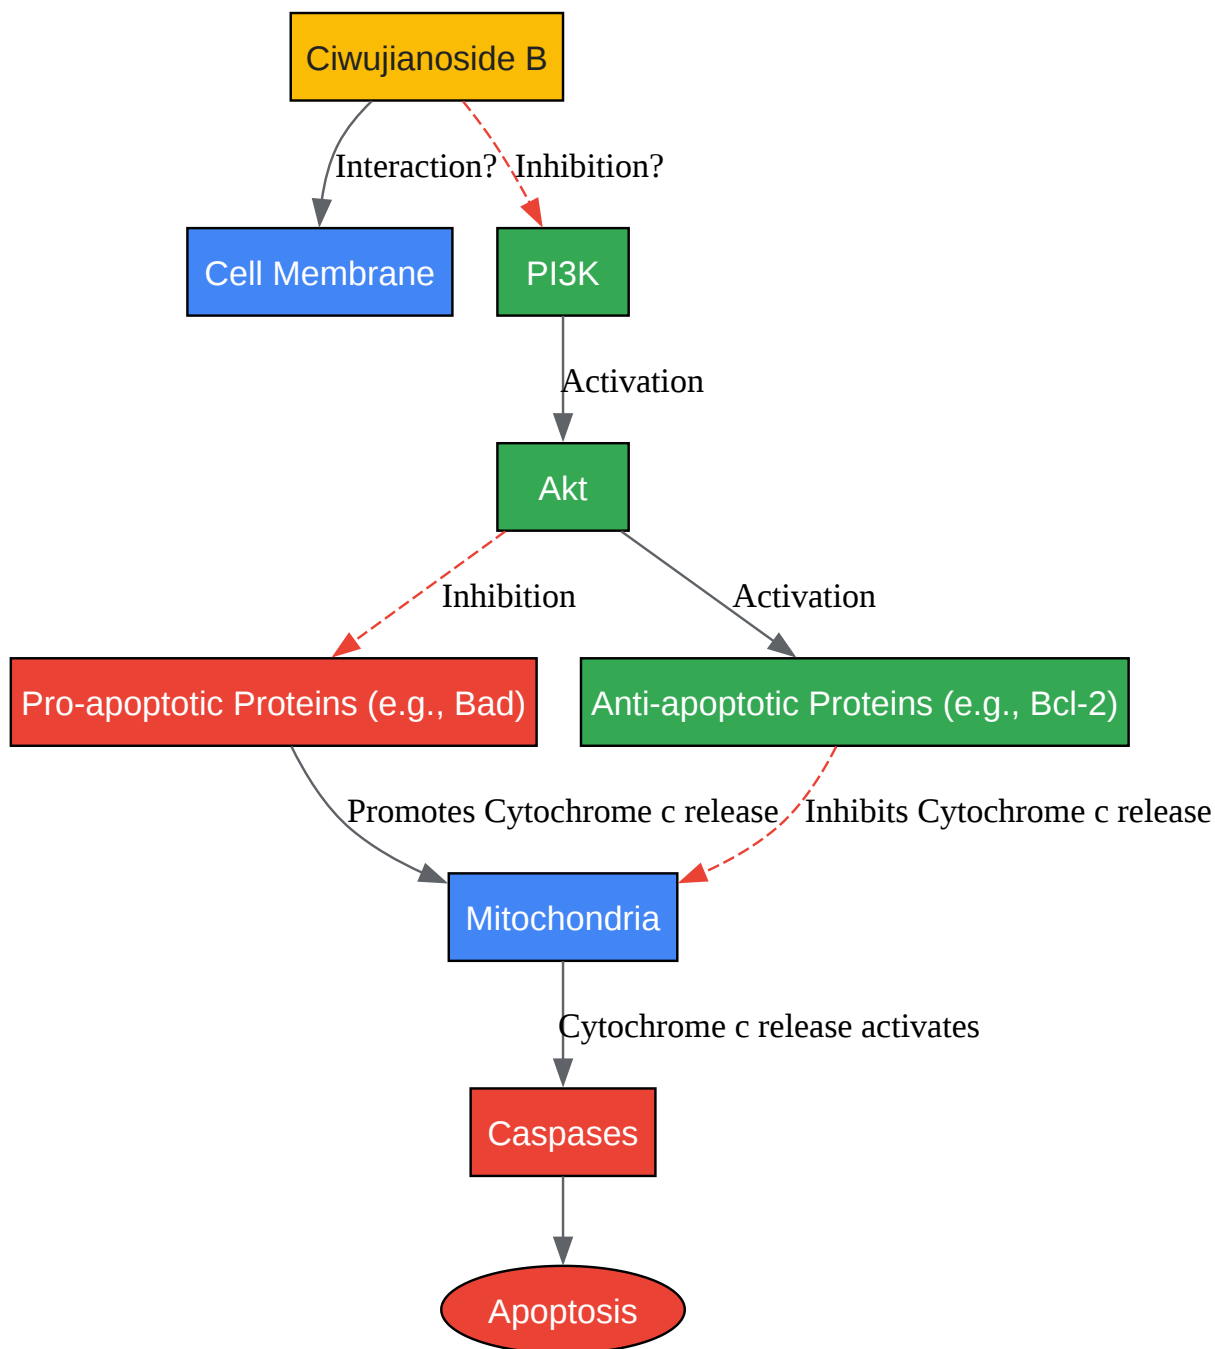 Ciwujianoside B
Interaction?
Inhibition?
Cell Membrane
PI3K
Activation
Akt
Inhibition
Activation
Pro-apoptotic Proteins (e.g., Bad)
Anti-apoptotic Proteins (e.g., Bcl-2)
Promotes Cytochrome c release
Inhibits Cytochrome c release
Mitochondria
Cytochrome c release activates
Caspases
Apoptosis